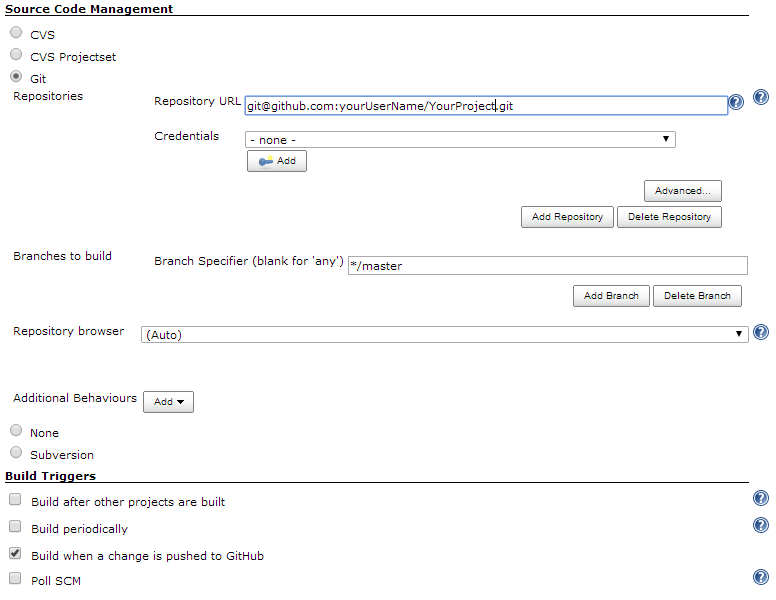 Source Code Management
CVS
CVS Projectset
Git
Repositories
Repository URL git@github.com:yourUserName/YourProject.git
Credentials - none -
Add
Advanced...
Add Repository Delete Repository
Branches to build Branch Specifier (blank for 'any') */master
Add Branch Delete Branch
Repository browser (Auto)
Additional Behaviours Add
None
Subversion
Build Triggers
Build after other projects are built
Build periodically
Build when a change is pushed to GitHub
Poll SCM